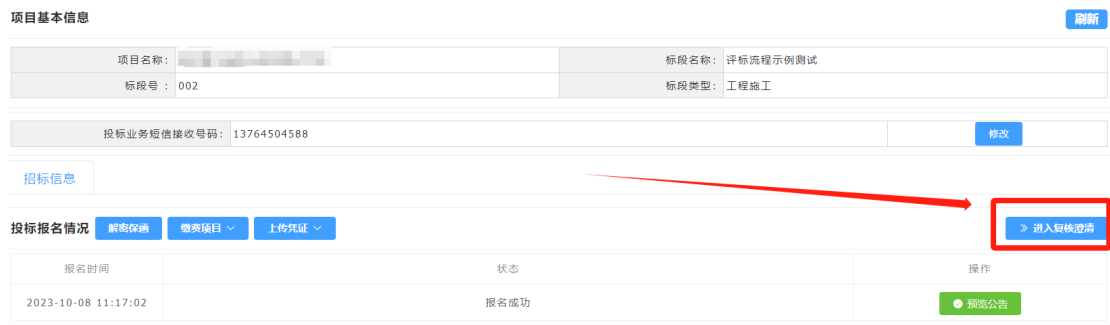 项目基本信息 刷新
项目名称: 标段名称: 评标流程示例测试
标段号 : 002 标段类型: 工程施工
投标业务短信接收号码: 13764504588 修改
招标信息
投标报名情况 解密保函 缴费项目 上传凭证 进入复核澄清
报名时间 状态 操作
2023-10-08 11:17:02 报名成功 预览公告